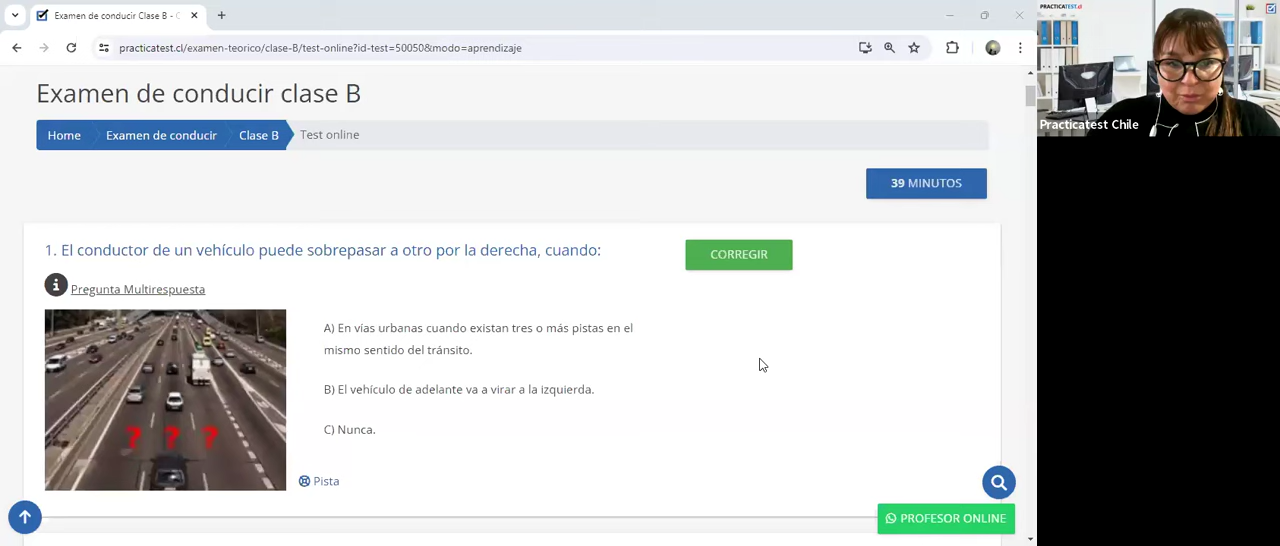 Examen de conducir Clase B - C
practicatest.cl/examen-teorico/clase-B/test-online?id-test=50050&modo=aprendizaje
PRACTICATEST.cl
Practicatest Chile
Examen de conducir clase B
Home Examen de conducir Clase B Test online
39 MINUTOS
1. El conductor de un vehículo puede sobrepasar a otro por la derecha, cuando:
CORREGIR
Pregunta Multirespuesta
A) En vías urbanas cuando existan tres o más pistas en el
mismo sentido del tránsito.
B) El vehículo de adelante va a virar a la izquierda.
C) Nunca.
? ? ?
Pista
PROFESOR ONLINE